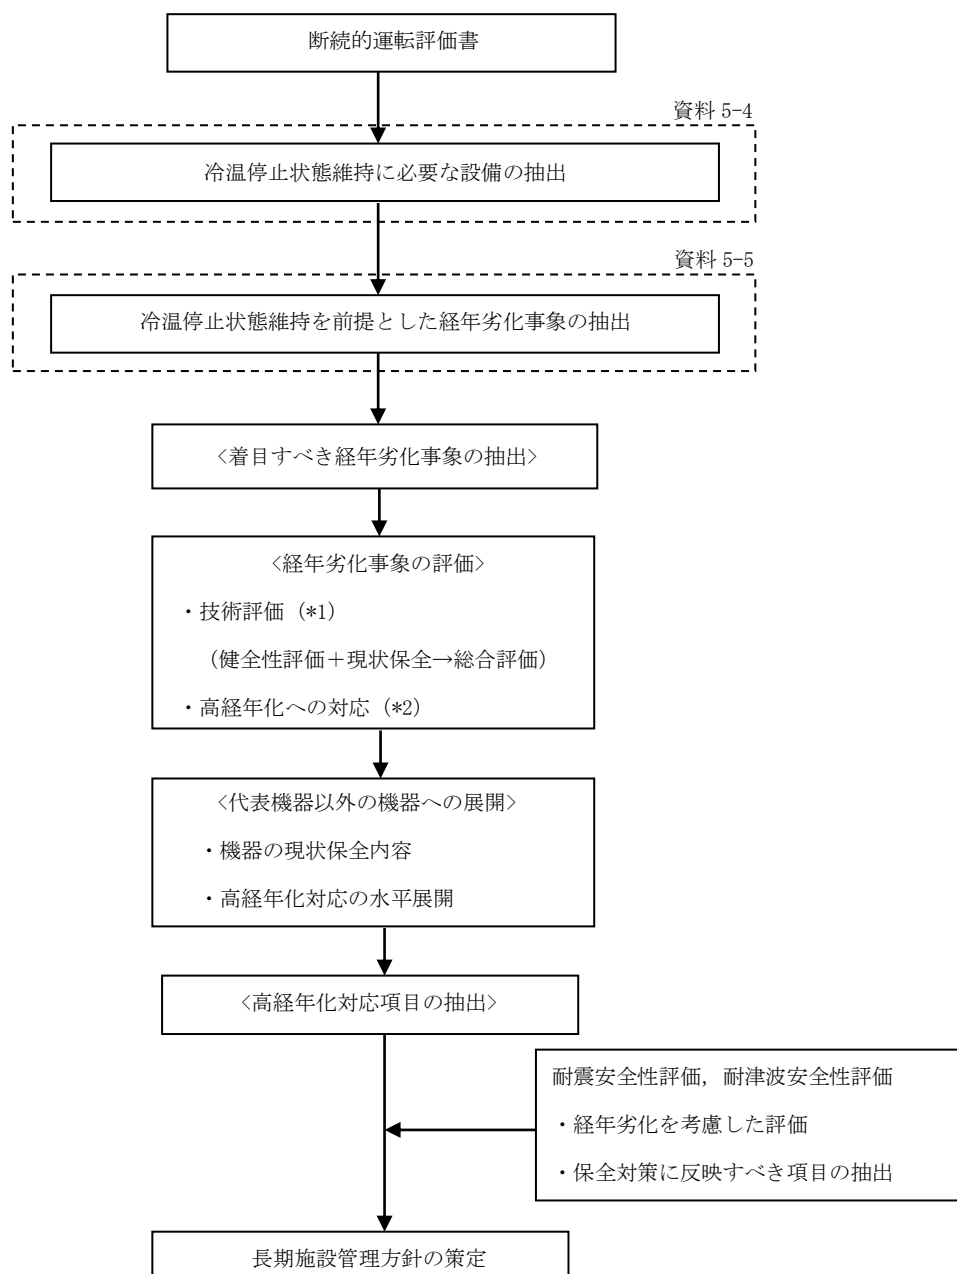 断続的運転評価書
資料 5-4
冷温停止状態維持に必要な設備の抽出
資料 5-5
冷温停止状態維持を前提とした経年劣化事象の抽出
<着目すべき経年劣化事象の抽出>
<経年劣化事象の評価>
・技術評価（*1）
（健全性評価＋現状保全→総合評価）
・高経年化への対応（*2）
<代表機器以外の機器への展開>
・機器の現状保全内容
・高経年化対応の水平展開
<高経年化対応項目の抽出>
耐震安全性評価，耐津波安全性評価
・経年劣化を考慮した評価
・保全対策に反映すべき項目の抽出
長期施設管理方針の策定